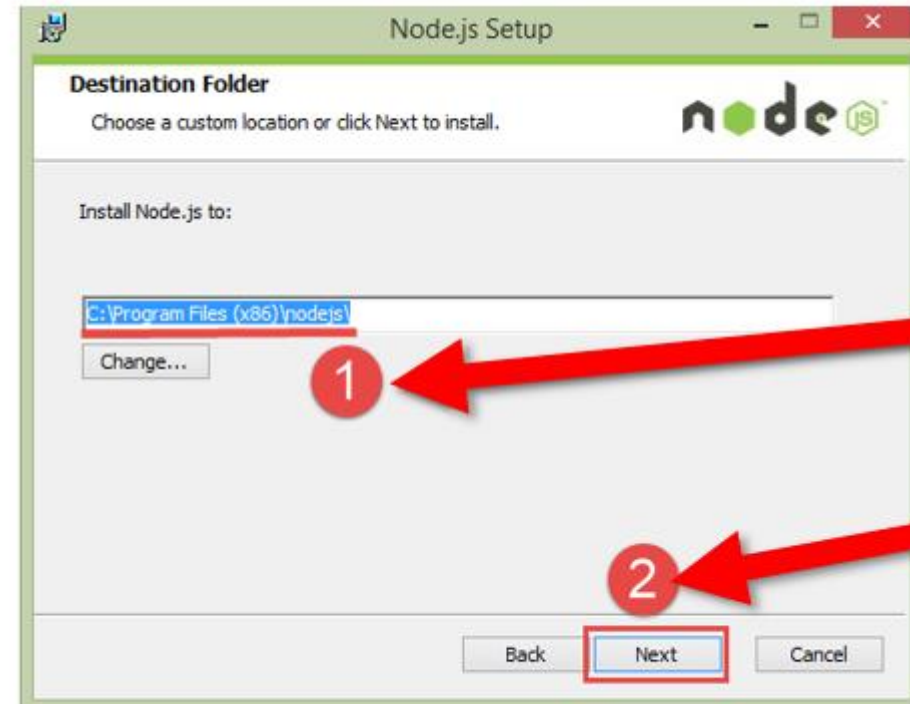 Node.js Setup
Destination Folder
Choose a custom location or click Next to install.
node JS
Install Node.js to:
C:\Program Files (x86)\nodejs\
Change...
1
2
Back Next Cancel